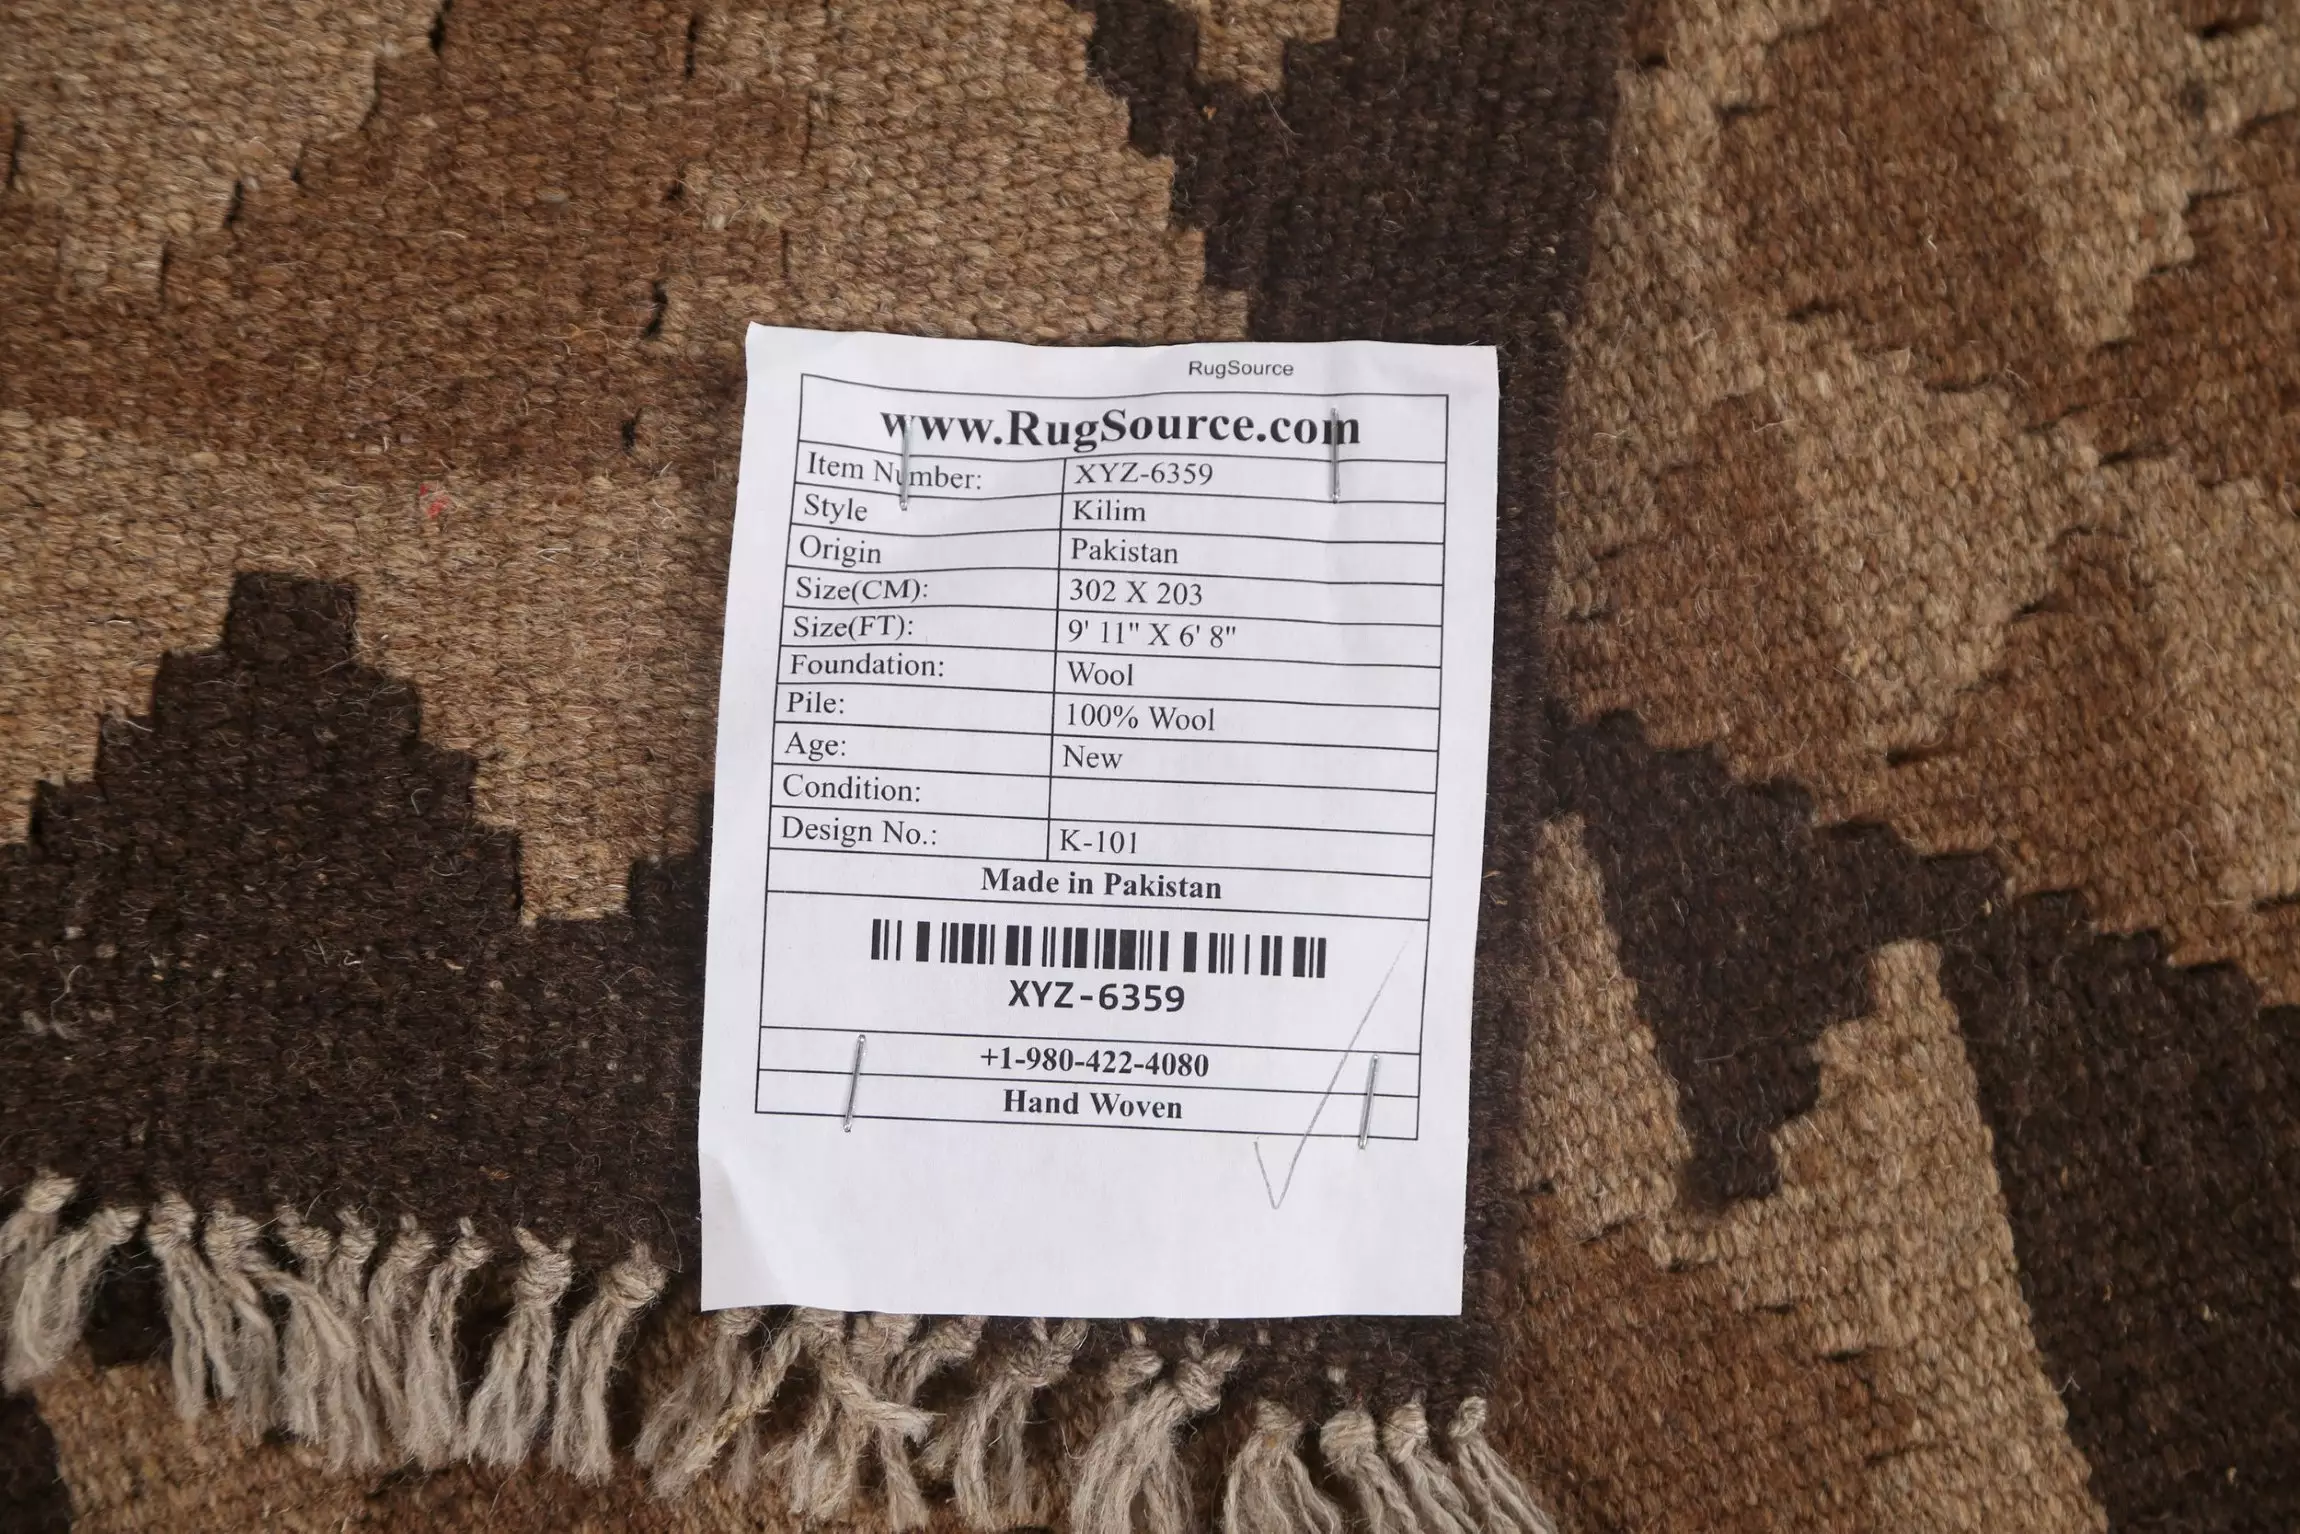 RugSource
www.RugSource.com
Item Number: XYZ-6359
Style Kilim
Origin Pakistan
Size(CM): 302 X 203
Size(FT): 9' 11" X 6' 8"
Foundation: Wool
Pile: 100% Wool
Age: New
Condition:
Design No.: K-101
Made in Pakistan
XYZ-6359
+1-980-422-4080
Hand Woven